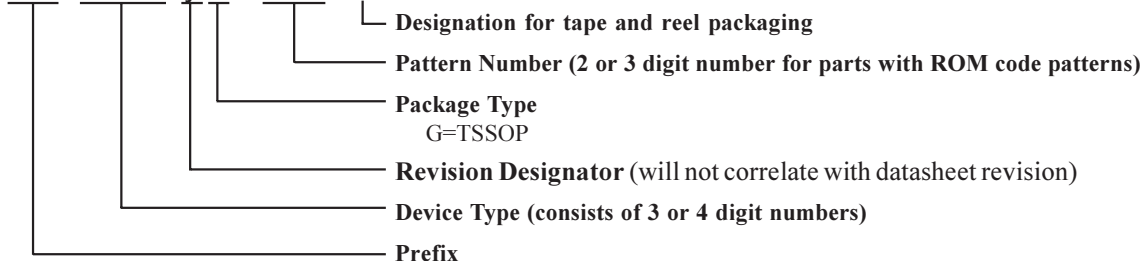 Designation for tape and reel packaging
Pattern Number (2 or 3 digit number for parts with ROM code patterns)
Package Type
G=TSSOP
Revision Designator (will not correlate with datasheet revision)
Device Type (consists of 3 or 4 digit numbers)
Prefix